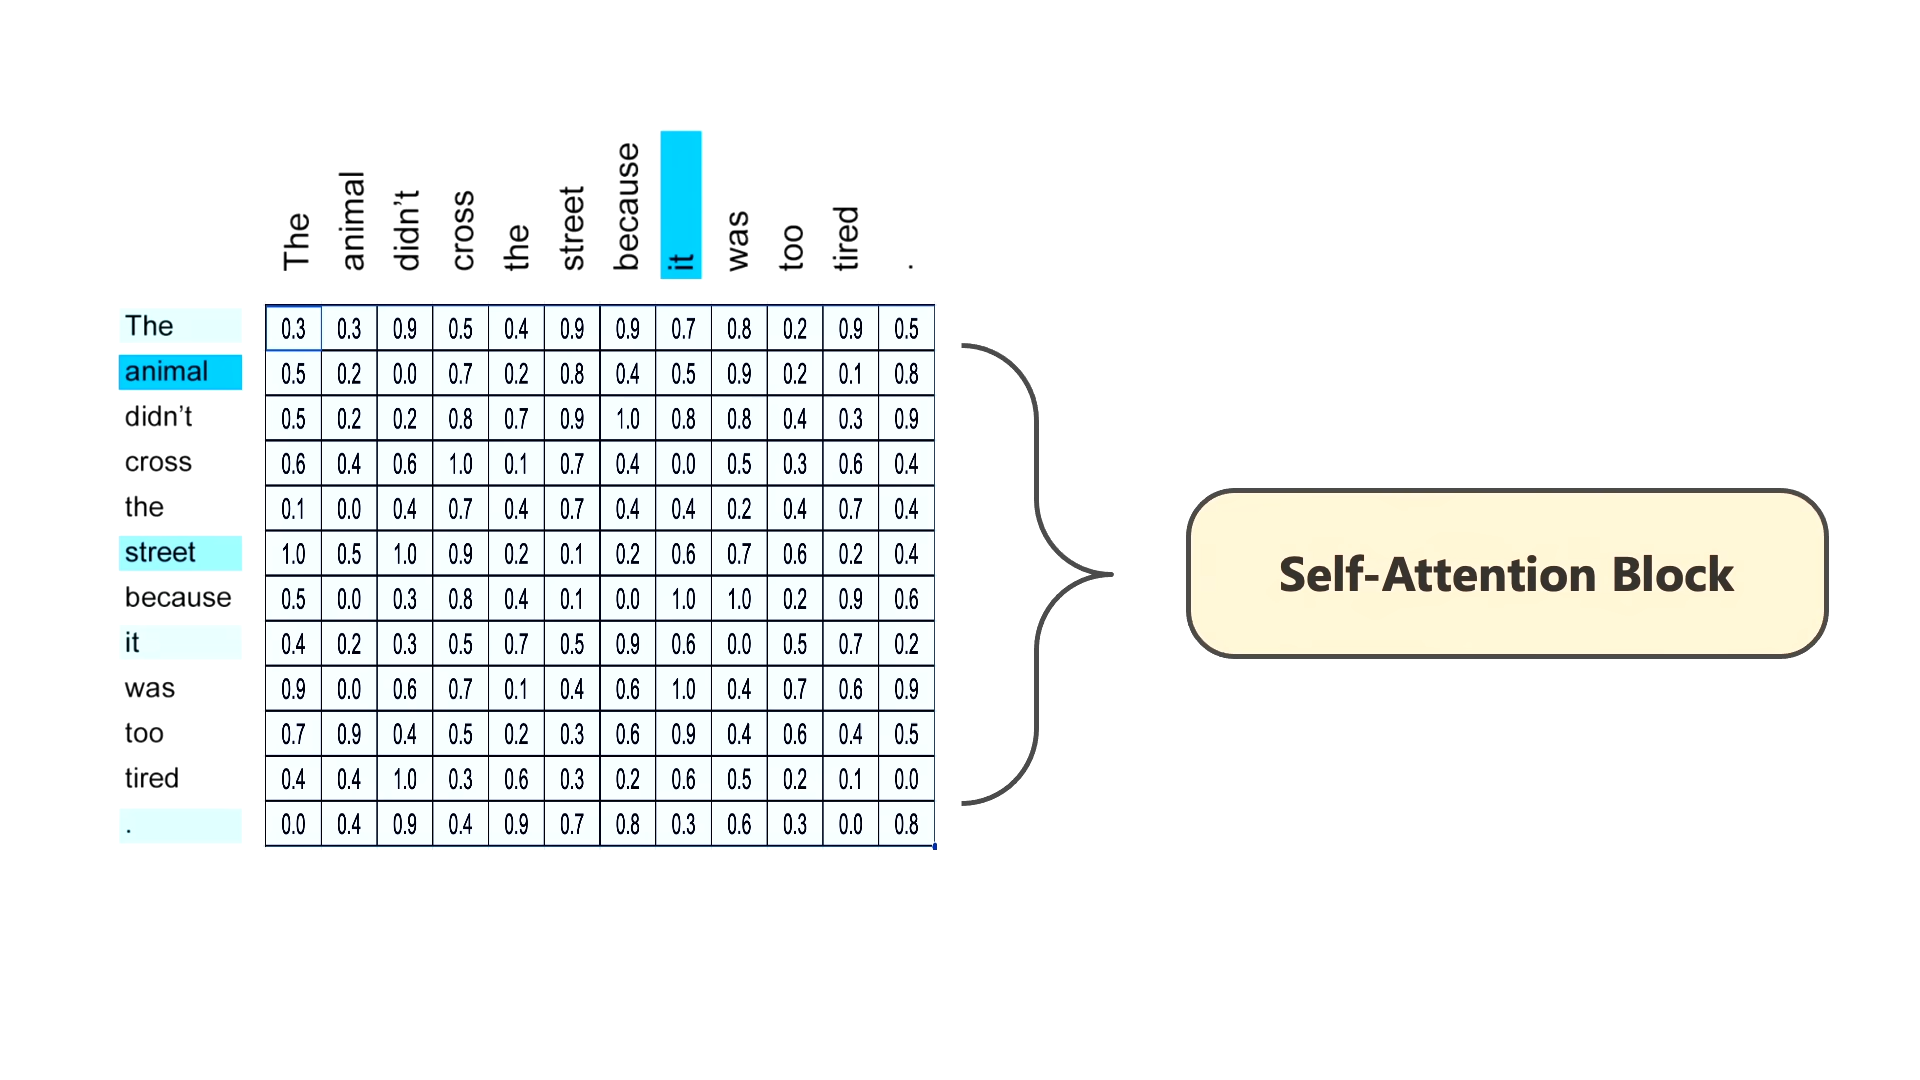 The animal didn't cross the street because it was too tired .
The 0.3 0.3 0.9 0.5 0.4 0.9 0.9 0.7 0.8 0.2 0.9 0.5
animal 0.5 0.2 0.0 0.7 0.2 0.8 0.4 0.5 0.9 0.2 0.1 0.8
didn't 0.5 0.2 0.2 0.8 0.7 0.9 1.0 0.8 0.8 0.4 0.3 0.9
cross 0.6 0.4 0.6 1.0 0.1 0.7 0.4 0.0 0.5 0.3 0.6 0.4
the 0.1 0.0 0.4 0.7 0.4 0.7 0.4 0.4 0.2 0.4 0.7 0.4
street 1.0 0.5 1.0 0.9 0.2 0.1 0.2 0.6 0.7 0.6 0.2 0.4
because 0.5 0.0 0.3 0.8 0.4 0.1 0.0 1.0 1.0 0.2 0.9 0.6
it 0.4 0.2 0.3 0.5 0.7 0.5 0.9 0.6 0.0 0.5 0.7 0.2
was 0.9 0.0 0.6 0.7 0.1 0.4 0.6 1.0 0.4 0.7 0.6 0.9
too 0.7 0.9 0.4 0.5 0.2 0.3 0.6 0.9 0.4 0.6 0.4 0.5
tired 0.4 0.4 1.0 0.3 0.6 0.3 0.2 0.6 0.5 0.2 0.1 0.0
. 0.0 0.4 0.9 0.4 0.9 0.7 0.8 0.3 0.6 0.3 0.0 0.8
Self-Attention Block